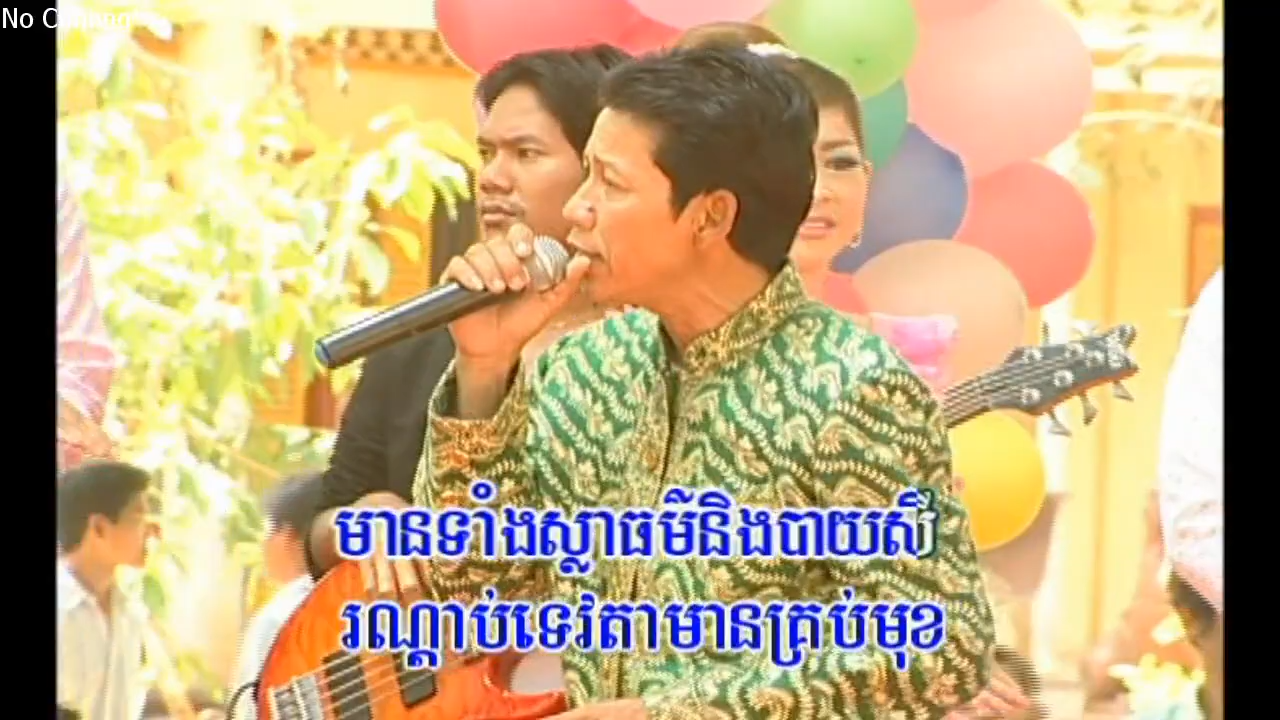 No
មានទាំងស្លាធម៌និងបាយសី
រណ្ដាប់ទេវតាមានគ្រប់មុខ